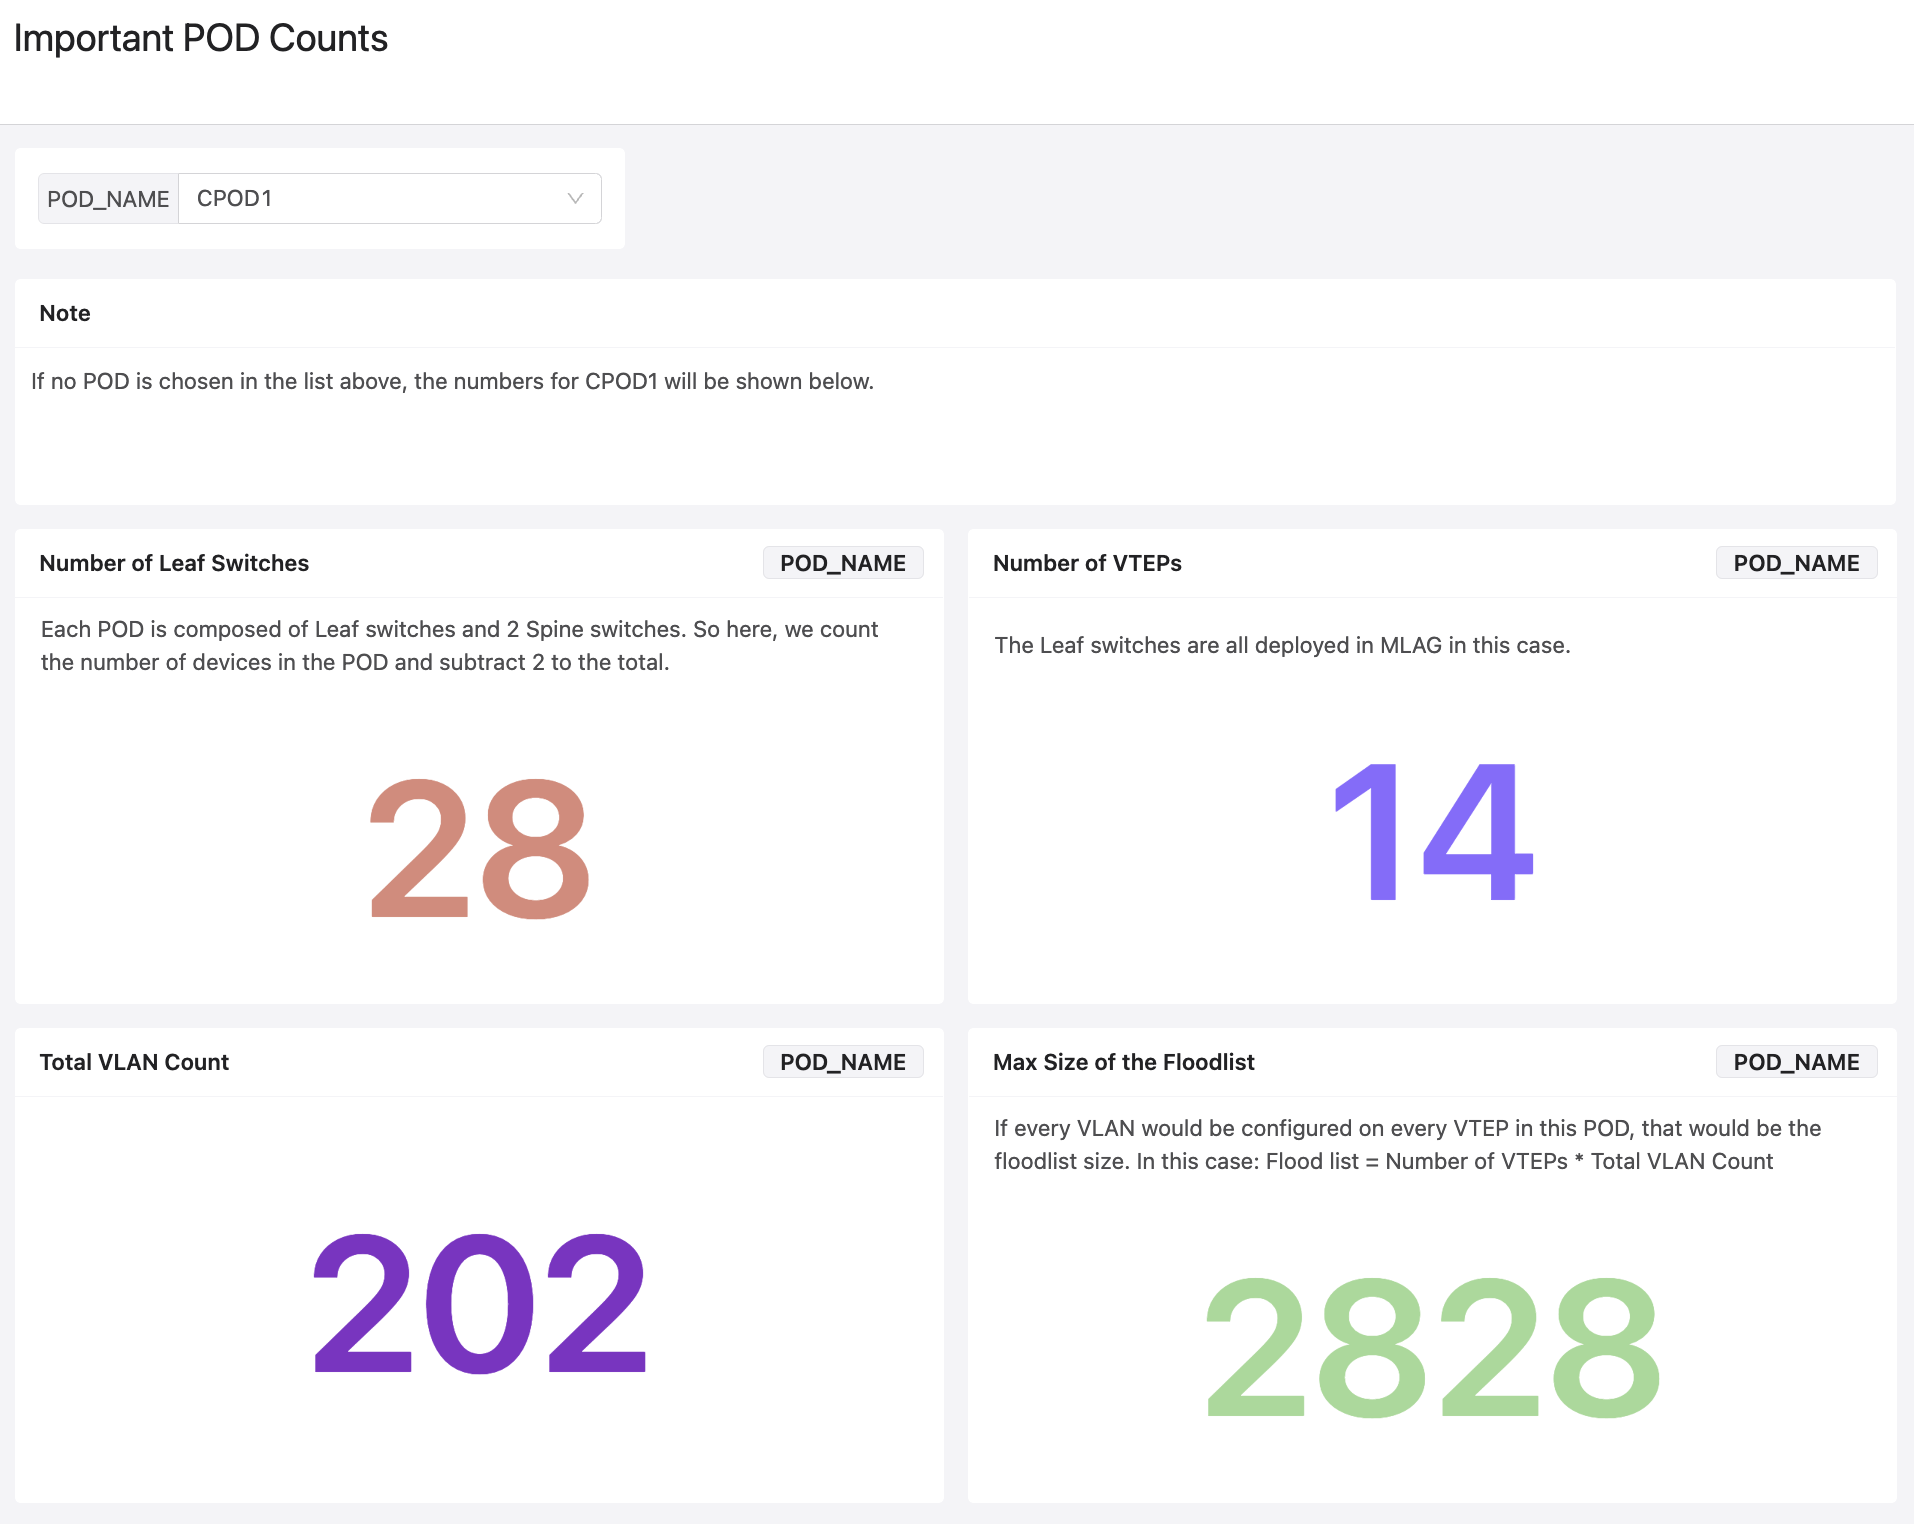 Important POD Counts
POD_NAME
CPOD1
Note
If no POD is chosen in the list above, the numbers for CPOD1 will be shown below.
Number of Leaf Switches
POD_NAME
Each POD is composed of Leaf switches and 2 Spine switches. So here, we count
the number of devices in the POD and subtract 2 to the total.
28
Number of VTEPs
POD_NAME
The Leaf switches are all deployed in MLAG in this case.
14
Total VLAN Count
POD_NAME
202
Max Size of the Floodlist
POD_NAME
If every VLAN would be configured on every VTEP in this POD, that would be the
floodlist size. In this case: Flood list = Number of VTEPs * Total VLAN Count
2828